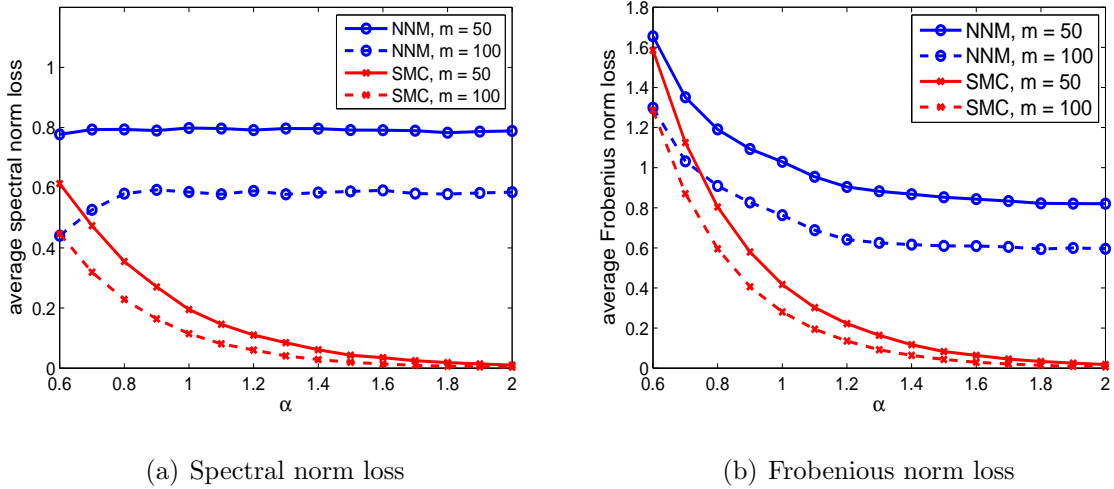 NNM, m = 50
NNM, m = 100
SMC, m = 50
SMC, m = 100
average spectral norm loss
1
0.8
0.6
0.4
0.2
0
0.6
0.8
1
1.2
1.4
1.6
1.8
2
α
(a) Spectral norm loss
NNM, m = 50
NNM, m = 100
SMC, m = 50
SMC, m = 100
average Frobenius norm loss
1.8
1.6
1.4
1.2
1
0.8
0.6
0.4
0.2
0
0.6
0.8
1
1.2
1.4
1.6
1.8
2
α
(b) Frobenious norm loss